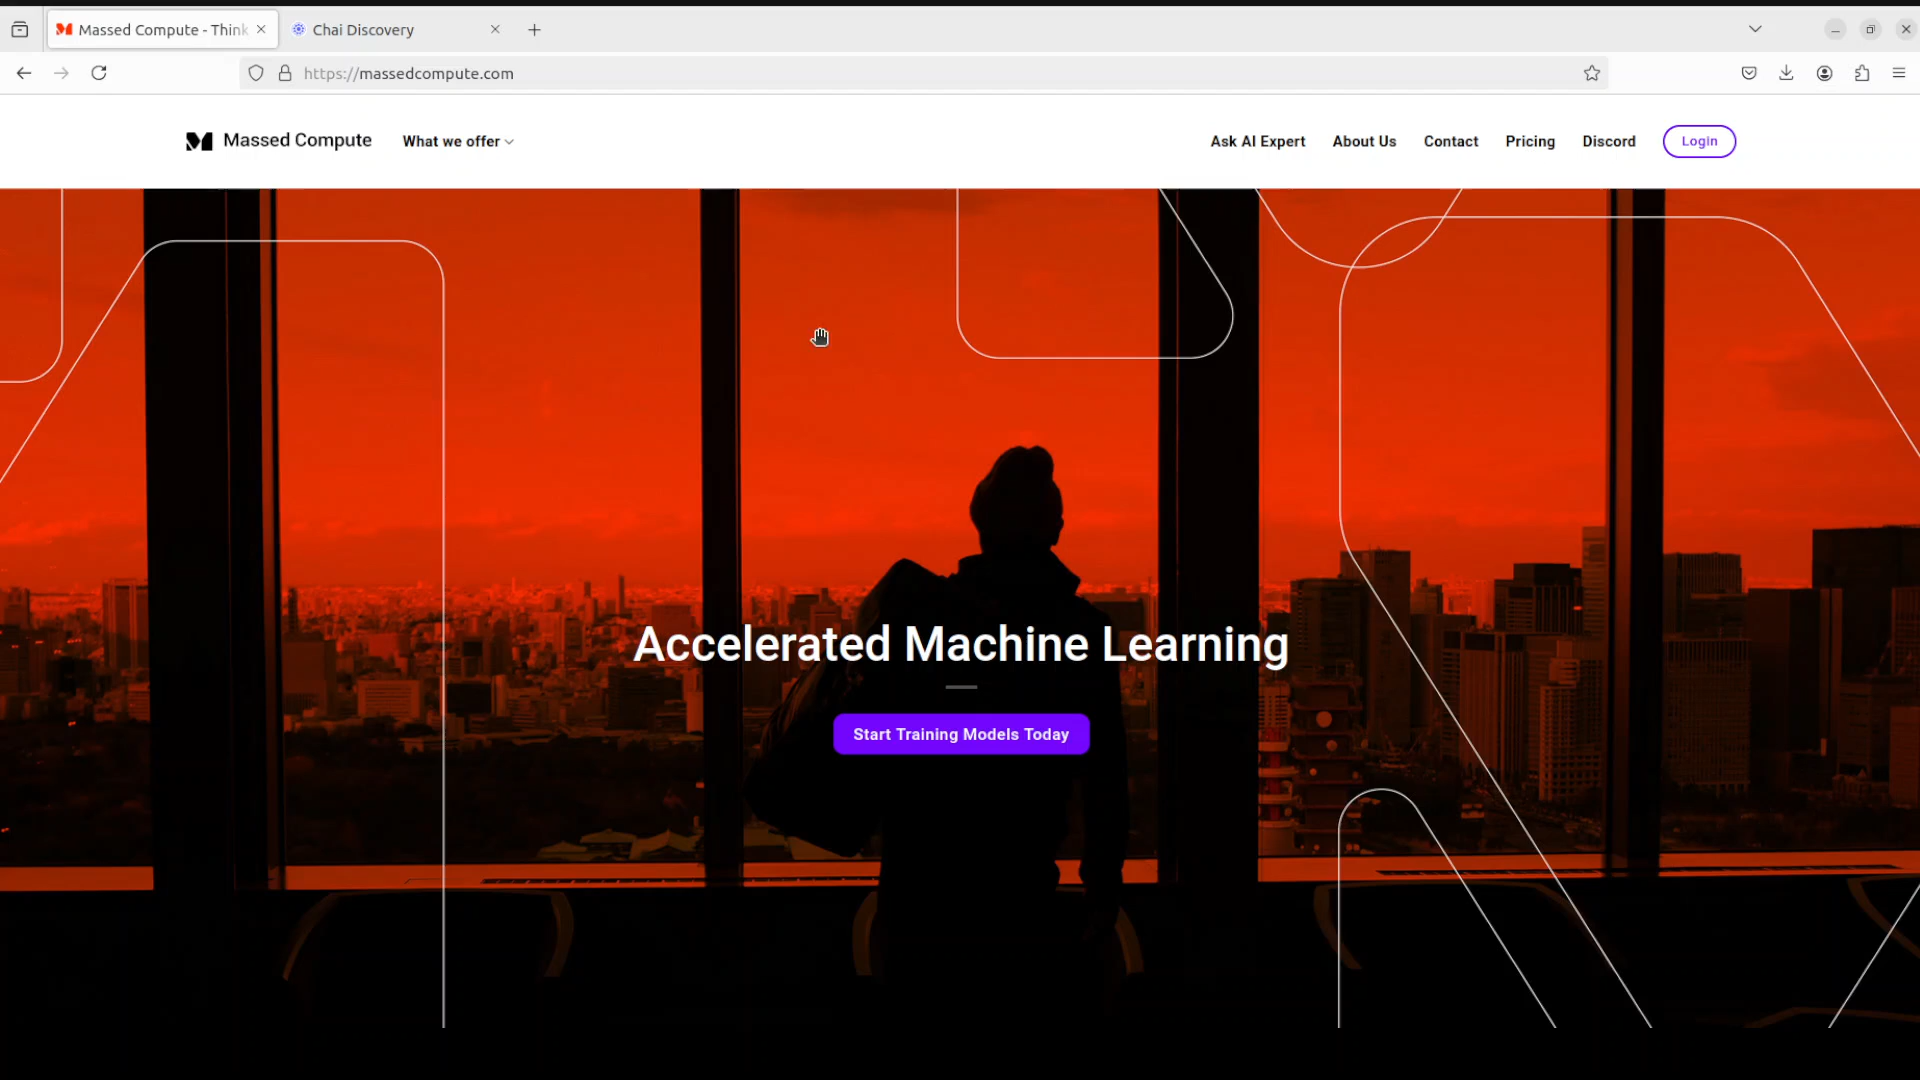 Massed Compute - Think
Chai Discovery
https://massedcompute.com
Massed Compute
What we offer
Ask AI Expert
About Us
Contact
Pricing
Discord
Login
Accelerated Machine Learning
Start Training Models Today